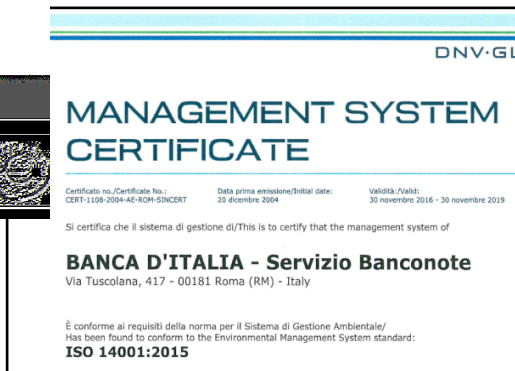 DNV·GL
MANAGEMENT SYSTEM
CERTIFICATE
Certificato no./Certificate No.: Data prima emissione/Initial date: Validità:/Valid:
CERT-1108-2004-AE-ROM-SINCERT 20 dicembre 2004 30 novembre 2016 - 30 novembre 2019
Si certifica che il sistema di gestione di/This is to certify that the management system of
BANCA D'ITALIA - Servizio Banconote
Via Tuscolana, 417 - 00181 Roma (RM) - Italy
È conforme ai requisiti della norma per il Sistema di Gestione Ambientale/
Has been found to conform to the Environmental Management System standard:
ISO 14001:2015